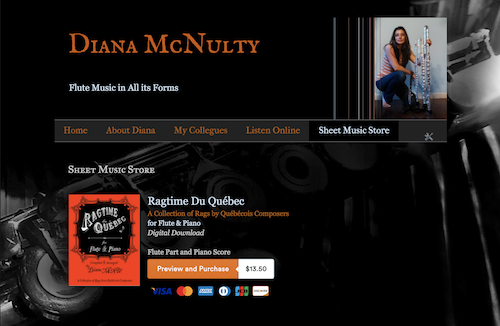 Diana McNulty
Flute Music in All its Forms
Home About Diana My Collegues Listen Online Sheet Music Store
Sheet Music Store
Ragtime Du Québec
A Collection of Rags by Québécois Composers
for Flute & Piano
Digital Download
Flute Part and Piano Score
Preview and Purchase $13.50
Ragtime
Québec
for
Flute & Piano
Diana McNulty
VISA